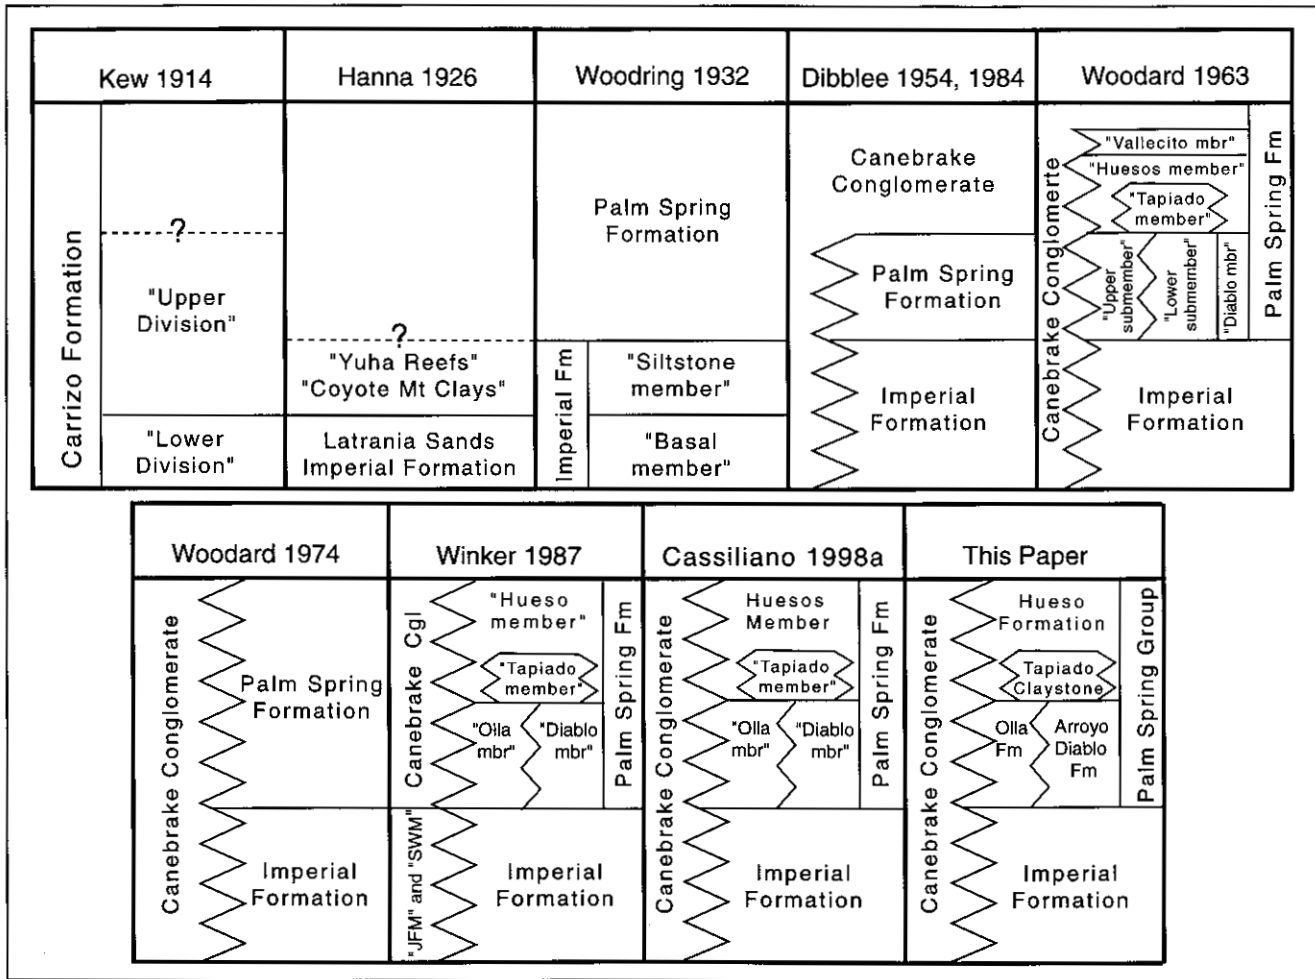 Kew 1914
Hanna 1926
Woodring 1932
Dibblee 1954, 1984
Woodard 1963
Carrizo Formation
?
"Upper
Division"
"Lower
Division"
?
"Yuha Reefs"
"Coyote Mt Clays"
Latrania Sands
Imperial Formation
Palm Spring
Formation
Imperial Fm
"Siltstone
member"
"Basal
member"
Canebrake
Conglomerate
Palm Spring
Formation
Imperial
Formation
Canebrake Conglomerte
"Vallecito mbr"
"Huesos member"
"Tapiado
member"
"Upper
submember"
"Lower
submember"
"Diablo mbr"
Palm Spring Fm
Imperial
Formation
Woodard 1974
Winker 1987
Cassiliano 1998a
This Paper
Canebrake Conglomerate
Palm Spring
Formation
Imperial
Formation
Canebrake Cgl
"JFM" and "SWM"
"Hueso
member"
"Tapiado
member"
"Olla
mbr"
"Diablo
mbr"
Palm Spring Fm
Imperial
Formation
Canebrake Conglomerate
Huesos
Member
"Tapiado
member"
"Olla
mbr"
"Diablo
mbr"
Palm Spring Fm
Imperial
Formation
Canebrake Conglomerate
Hueso
Formation
Tapiado
Claystone
Olla
Fm
Arroyo
Diablo
Fm
Palm Spring Group
Imperial
Formation